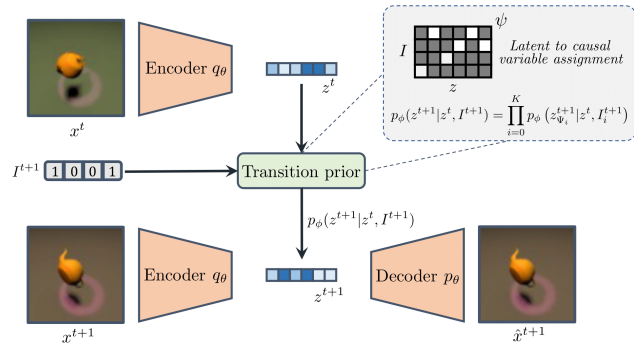 ψ
I
Latent to causal
variable assignment
z
p_ϕ(z^{t+1}|z^t, I^{t+1}) = ∏_{i=0}^{K} p_ϕ (z^{t+1}_{Ψ_i}|z^t, I_i^{t+1})
Encoder q_θ
z^t
x^t
I^{t+1} 1 0 0 1
Transition prior
p_ϕ(z^{t+1}|z^t, I^{t+1})
Encoder q_θ
Decoder p_θ
z^{t+1}
x^{t+1}
x̂^{t+1}